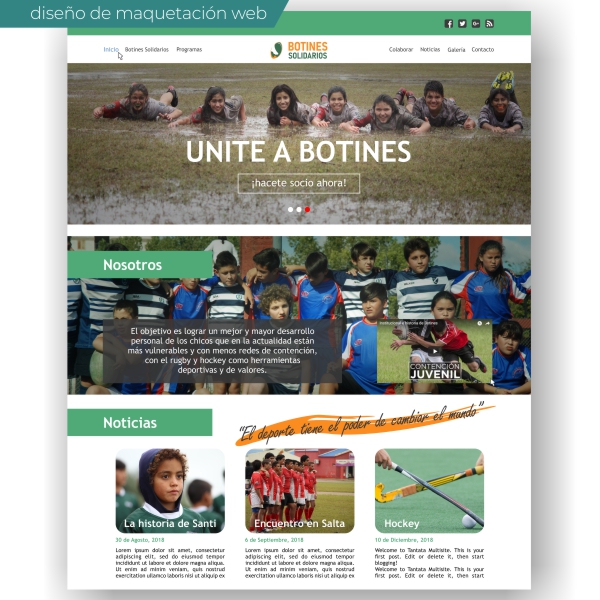 diseño de maquetación web
Inicio Botines Solidarios Programas
BOTINES
SOLIDARIOS
Colaborar Noticias Galería Contacto
UNITE A BOTINES
¡hacete socio ahora!
Nosotros
El objetivo es lograr un mejor y mayor desarrollo
personal de los chicos que en la actualidad están
más vulnerables y con menos redes de contención,
con el rugby y hockey como herramientas
deportivas y de valores.
CONTENCIÓN
JUVENIL
Noticias
“El deporte tiene el poder de cambiar el mundo”
La historia de Santi
Encuentro en Salta
Hockey
30 de Agosto, 2018
Lorem ipsum dolor sit amet, consectetur
adipiscing elit, sed do eiusmod tempor
incididunt ut labore et dolore magna aliqua.
Ut enim ad minim veniam, quis nostrud
exercitation ullamco laboris nisi ut aliquip ex
6 de Septiembre, 2018
Lorem ipsum dolor sit amet, consectetur
adipiscing elit, sed do eiusmod tempor
incididunt ut labore et dolore magna aliqua.
Ut enim ad minim veniam, quis nostrud
exercitation ullamco laboris nisi ut aliquip ex
10 de Diciembre, 2018
Welcome to Tantata Multisite. This is your
first post. Edit or delete it, then start
blogging!
Welcome to Tantata Multisite. This is your
first post. Edit or delete it, then start